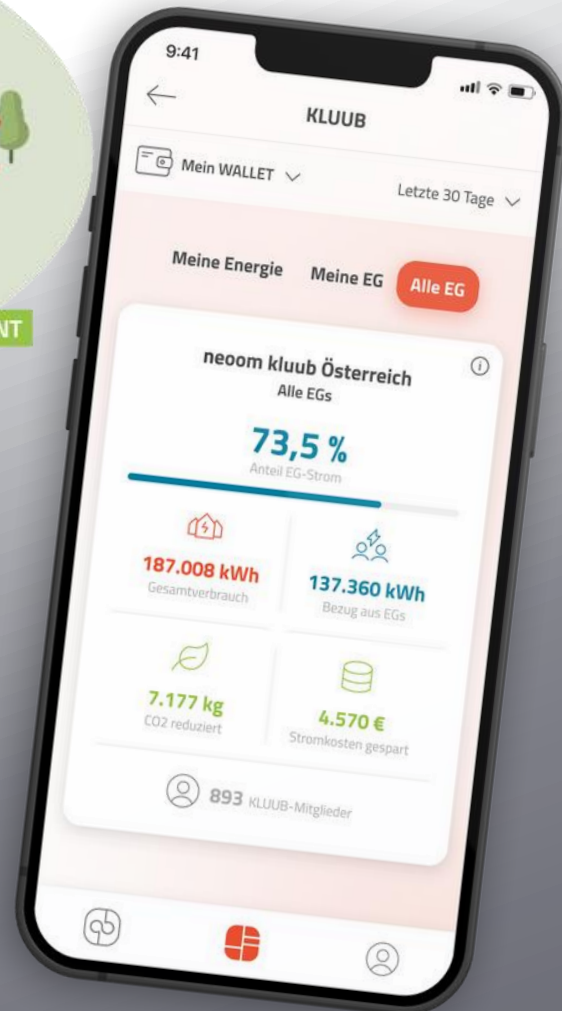 9:41
KLUUB
Mein WALLET
Letzte 30 Tage
Meine Energie
Meine EG
Alle EG
NT
neoom kluub Österreich
Alle EGs
73,5 %
Anteil EG-Strom
187.008 kWh
Gesamtverbrauch
137.360 kWh
Bezug aus EGs
7.177 kg
CO2 reduziert
4.570 €
Stromkosten gespart
893 KLUUB-Mitglieder